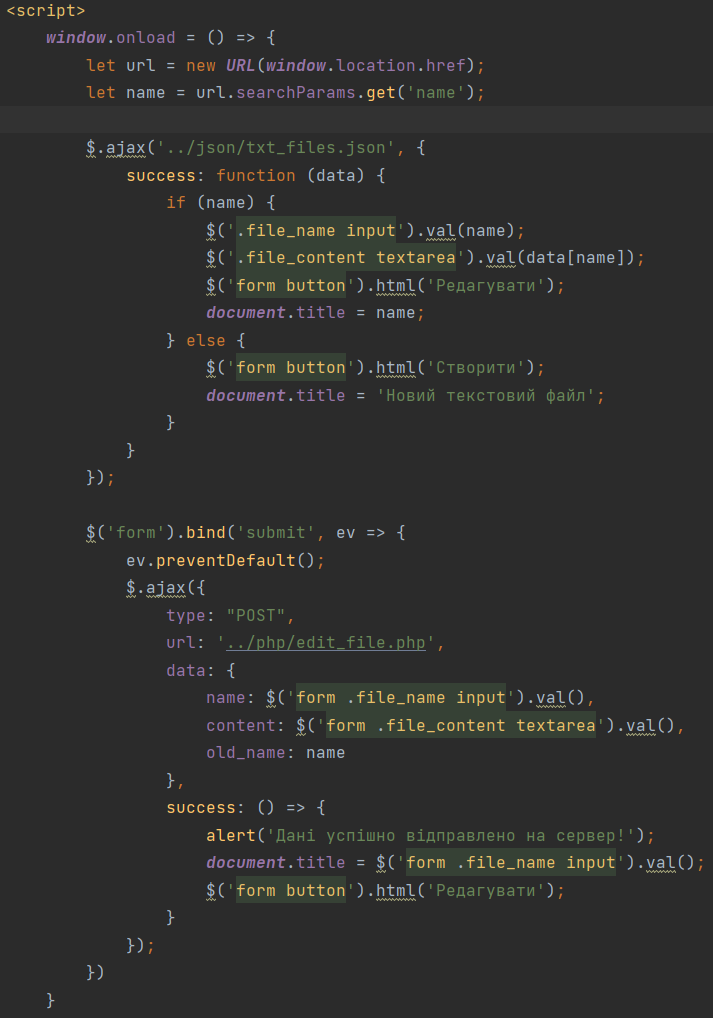 <script>
window.onload = () => {
let url = new URL(window.location.href);
let name = url.searchParams.get('name');
$.ajax('../json/txt_files.json', {
success: function (data) {
if (name) {
$('.file_name input').val(name);
$('.file_content textarea').val(data[name]);
$('form button').html('Редагувати');
document.title = name;
} else {
$('form button').html('Створити');
document.title = 'Новий текстовий файл';
}
}
});
$('form').bind('submit', ev => {
ev.preventDefault();
$.ajax({
type: "POST",
url: '../php/edit_file.php',
data: {
name: $('form .file_name input').val(),
content: $('form .file_content textarea').val(),
old_name: name
},
success: () => {
alert('Дані успішно відправлено на сервер!');
document.title = $('form .file_name input').val();
$('form button').html('Редагувати');
}
});
})
}